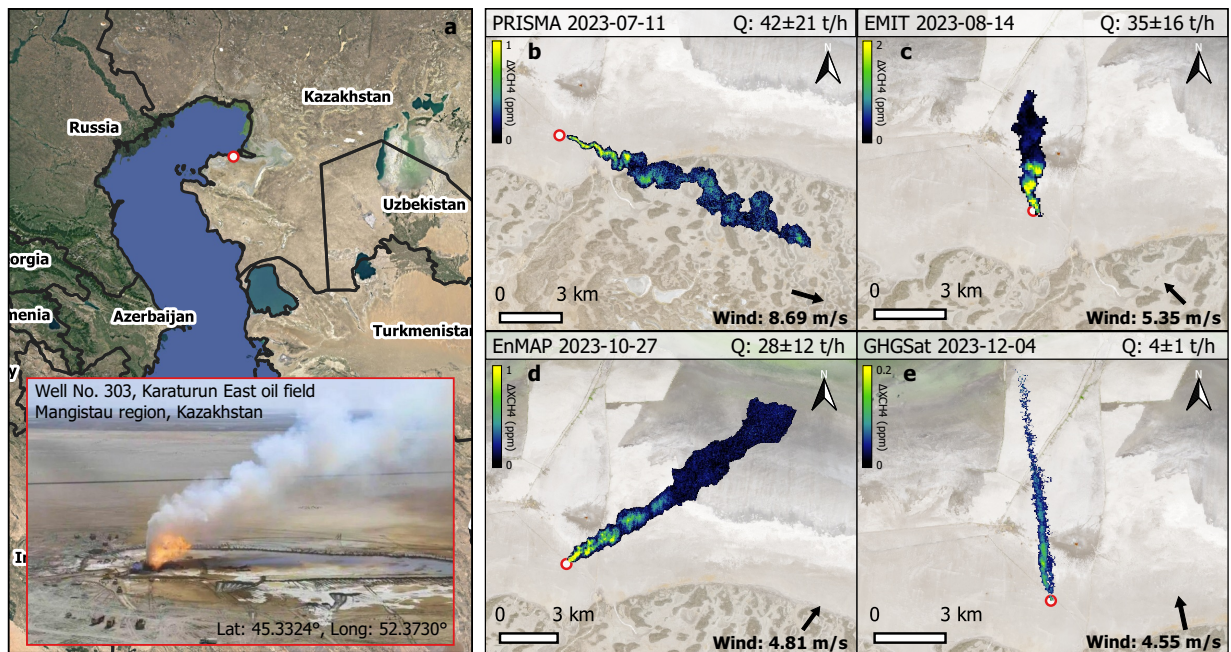 a
Kazakhstan
Russia
Uzbekistan
orgia
menia
Azerbaijan
Turkmenistan
y
Well No. 303, Karaturun East oil field
Mangistau region, Kazakhstan
Ir
Lat: 45.3324°, Long: 52.3730°
PRISMA 2023-07-11 Q: 42±21 t/h
b
1
ΔXCH4 (ppm)
0
N
0 3 km
Wind: 8.69 m/s
EMIT 2023-08-14 Q: 35±16 t/h
c
2
ΔXCH4 (ppm)
0
N
0 3 km
Wind: 5.35 m/s
EnMAP 2023-10-27 Q: 28±12 t/h
d
1
ΔXCH4 (ppm)
0
N
0 3 km
Wind: 4.81 m/s
GHGSat 2023-12-04 Q: 4±1 t/h
e
0.2
ΔXCH4 (ppm)
0
N
0 3 km
Wind: 4.55 m/s